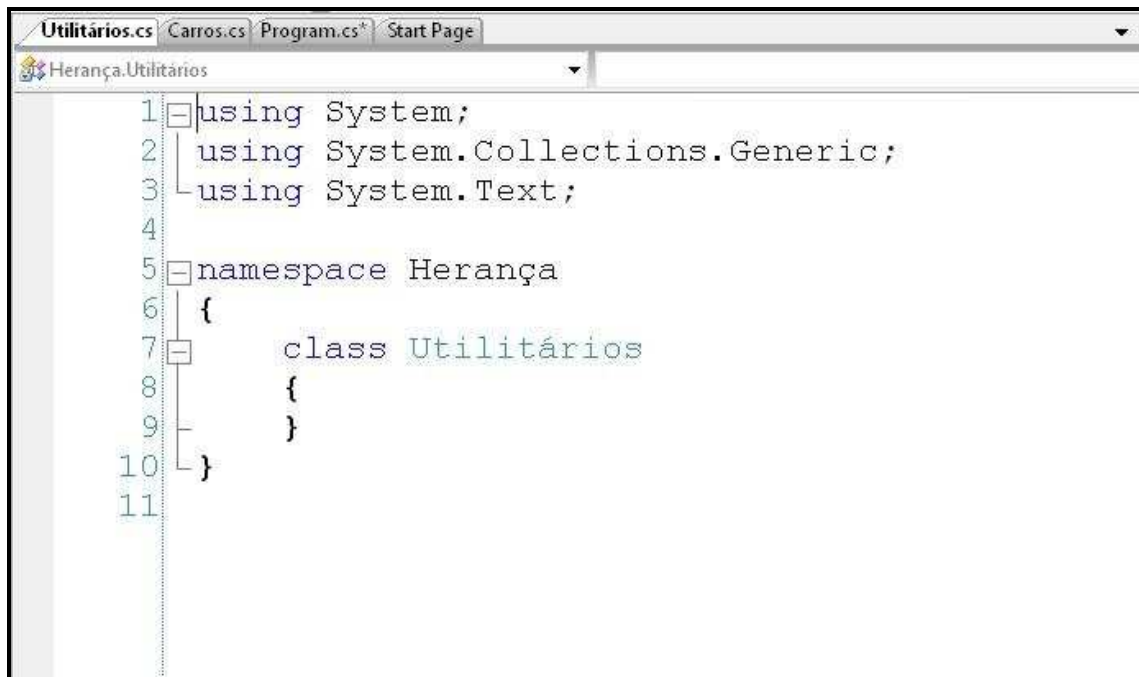 Utilitários.cs Carros.cs Program.cs* Start Page
Herança.Utilitários
1 using System;
2 using System.Collections.Generic;
3 using System.Text;
4
5 namespace Herança
6 {
7 class Utilitários
8 {
9 }
10 }
11